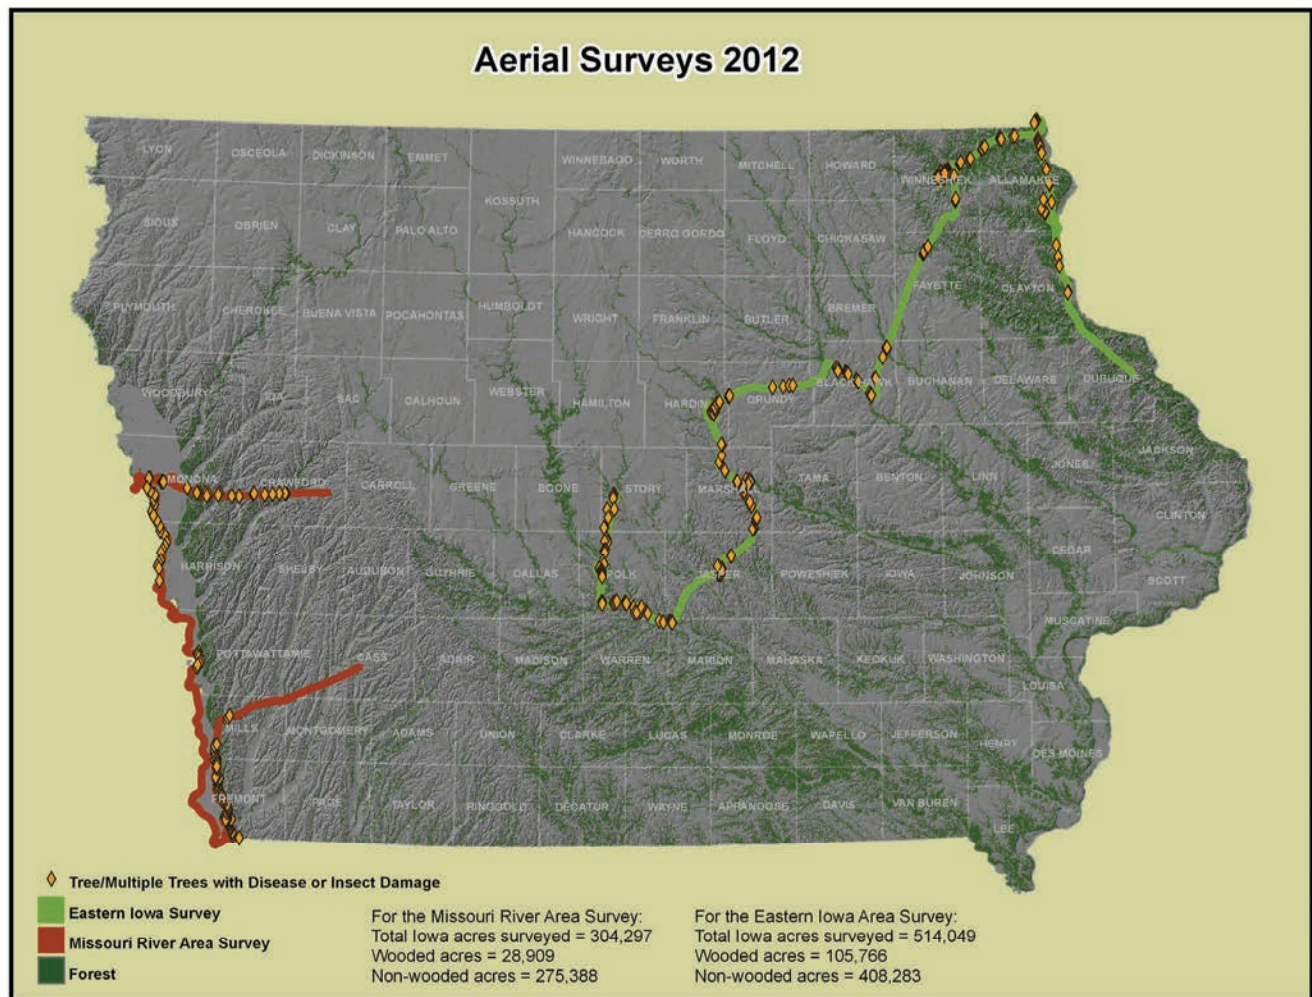 Aerial Surveys 2012
LYON
OSCEOLA
DICKINSON
EMMET
WINNEBAGO
WORTH
MITCHELL
HOWARD
WINNESHIEK
ALLAMAKEE
KOSSUTH
SIOUX
OBRIEN
CLAY
PALO ALTO
HANCOCK
CERRO GORDO
FLOYD
CHICKASAW
FAYETTE
CLAYTON
PLYMOUTH
CHEROKEE
BUENA VISTA
POCAHONTAS
HUMBOLDT
WRIGHT
FRANKLIN
BUTLER
BREMER
WOODBURY
IDA
SAC
CALHOUN
WEBSTER
HAMILTON
HARDIN
GRUNDY
BLACK HAWK
BUCHANAN
DELAWARE
DUBUQUE
JACKSON
MONONA
CRAWFORD
CARROLL
GREENE
BOONE
STORY
MARSHALL
TAMA
BENTON
LINN
JONES
CLINTON
CEDAR
HARRISON
SHELBY
AUDUBON
GUTHRIE
DALLAS
POLK
JASPER
POWESHIEK
IOWA
JOHNSON
SCOTT
MUSCATINE
POTTAWATTAMIE
CASS
ADAIR
MADISON
WARREN
MARION
MAHASKA
KEOKUK
WASHINGTON
LOUISA
MILLS
MONTGOMERY
ADAMS
UNION
CLARKE
LUCAS
MONROE
WAPELLO
JEFFERSON
HENRY
DES MOINES
FREMONT
PAGE
TAYLOR
RINGGOLD
DECATUR
WAYNE
APPANOOSE
DAVIS
VAN BUREN
LEE
Tree/Multiple Trees with Disease or Insect Damage
Eastern Iowa Survey
Missouri River Area Survey
Forest
For the Missouri River Area Survey:
Total Iowa acres surveyed = 304,297
Wooded acres = 28,909
Non-wooded acres = 275,388
For the Eastern Iowa Area Survey:
Total Iowa acres surveyed = 514,049
Wooded acres = 105,766
Non-wooded acres = 408,283